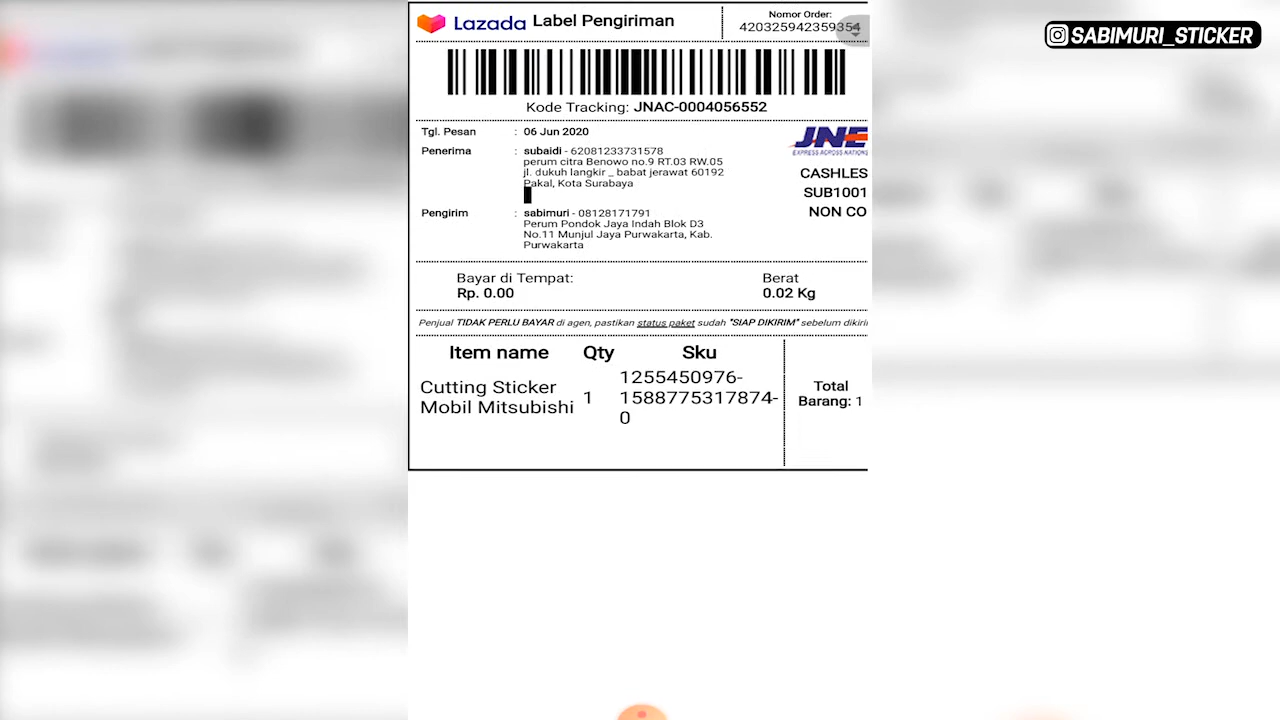 Lazada Label Pengiriman
Nomor Order:
420325942359354
SABIMURI_STICKER
Kode Tracking: JNAC-0004056552
Tgl. Pesan : 06 Jun 2020
Penerima : subaidi - 62081233731578
perum citra Benowo no.9 RT.03 RW.05
jl. dukuh langkir _ babat jerawat 60192
Pakal, Kota Surabaya
JNE
EXPRESS ACROSS NATIONS
CASHLES
SUB1001
NON CO
Pengirim : sabimuri - 08128171791
Perum Pondok Jaya Indah Blok D3
No.11 Munjul Jaya Purwakarta, Kab.
Purwakarta
Bayar di Tempat:
Rp. 0.00
Berat
0.02 Kg
Penjual TIDAK PERLU BAYAR di agen, pastikan status paket sudah "SIAP DIKIRIM" sebelum dikiri
Item name Qty Sku
Cutting Sticker
Mobil Mitsubishi
1
1255450976-
1588775317874-
0
Total
Barang: 1